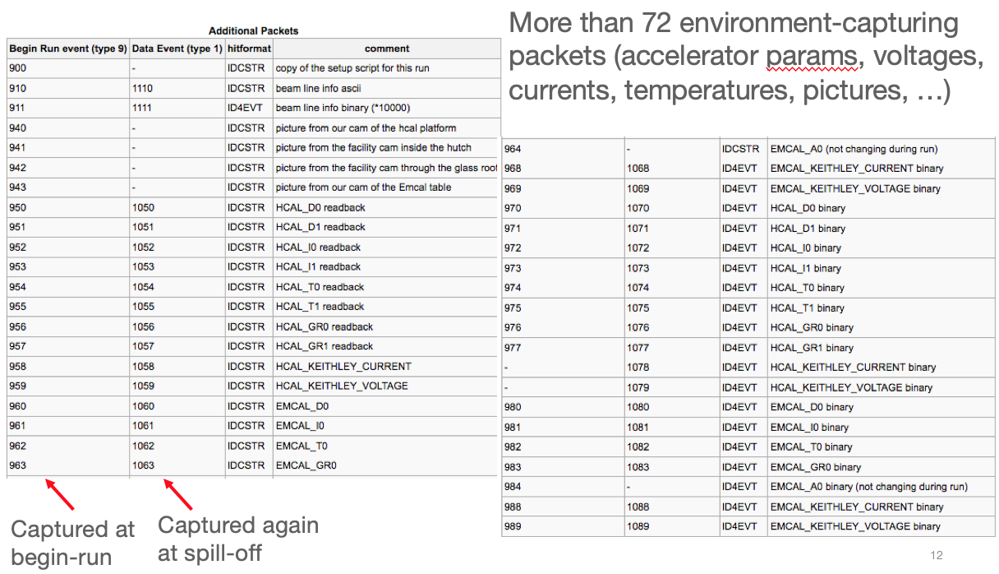 Additional Packets
Begin Run event (type 9) Data Event (type 1) hitformat comment
900 - IDCSTR copy of the setup script for this run
910 1110 IDCSTR beam line info ascii
911 1111 ID4EVT beam line info binary (*10000)
940 - IDCSTR picture from our cam of the hcal platform
941 - IDCSTR picture from the facility cam inside the hutch
942 - IDCSTR picture from the facility cam through the glass roof
943 - IDCSTR picture from our cam of the Emcal table
950 1050 IDCSTR HCAL_D0 readback
951 1051 IDCSTR HCAL_D1 readback
952 1052 IDCSTR HCAL_I0 readback
953 1053 IDCSTR HCAL_I1 readback
954 1054 IDCSTR HCAL_T0 readback
955 1055 IDCSTR HCAL_T1 readback
956 1056 IDCSTR HCAL_GR0 readback
957 1057 IDCSTR HCAL_GR1 readback
958 1058 IDCSTR HCAL_KEITHLEY_CURRENT
959 1059 IDCSTR HCAL_KEITHLEY_VOLTAGE
960 1060 IDCSTR EMCAL_D0
961 1061 IDCSTR EMCAL_I0
962 1062 IDCSTR EMCAL_T0
963 1063 IDCSTR EMCAL_GR0
Captured at
begin-run
Captured again
at spill-off
More than 72 environment-capturing
packets (accelerator params, voltages,
currents, temperatures, pictures, …)
964 - IDCSTR EMCAL_A0 (not changing during run)
968 1068 ID4EVT EMCAL_KEITHLEY_CURRENT binary
969 1069 ID4EVT EMCAL_KEITHLEY_VOLTAGE binary
970 1070 ID4EVT HCAL_D0 binary
971 1071 ID4EVT HCAL_D1 binary
972 1072 ID4EVT HCAL_I0 binary
973 1073 ID4EVT HCAL_I1 binary
974 1074 ID4EVT HCAL_T0 binary
975 1075 ID4EVT HCAL_T1 binary
976 1076 ID4EVT HCAL_GR0 binary
977 1077 ID4EVT HCAL_GR1 binary
- 1078 ID4EVT HCAL_KEITHLEY_CURRENT binary
- 1079 ID4EVT HCAL_KEITHLEY_VOLTAGE binary
980 1080 ID4EVT EMCAL_D0 binary
981 1081 ID4EVT EMCAL_I0 binary
982 1082 ID4EVT EMCAL_T0 binary
983 1083 ID4EVT EMCAL_GR0 binary
984 - ID4EVT EMCAL_A0 binary (not changing during run)
988 1088 ID4EVT EMCAL_KEITHLEY_CURRENT binary
989 1089 ID4EVT EMCAL_KEITHLEY_VOLTAGE binary
12